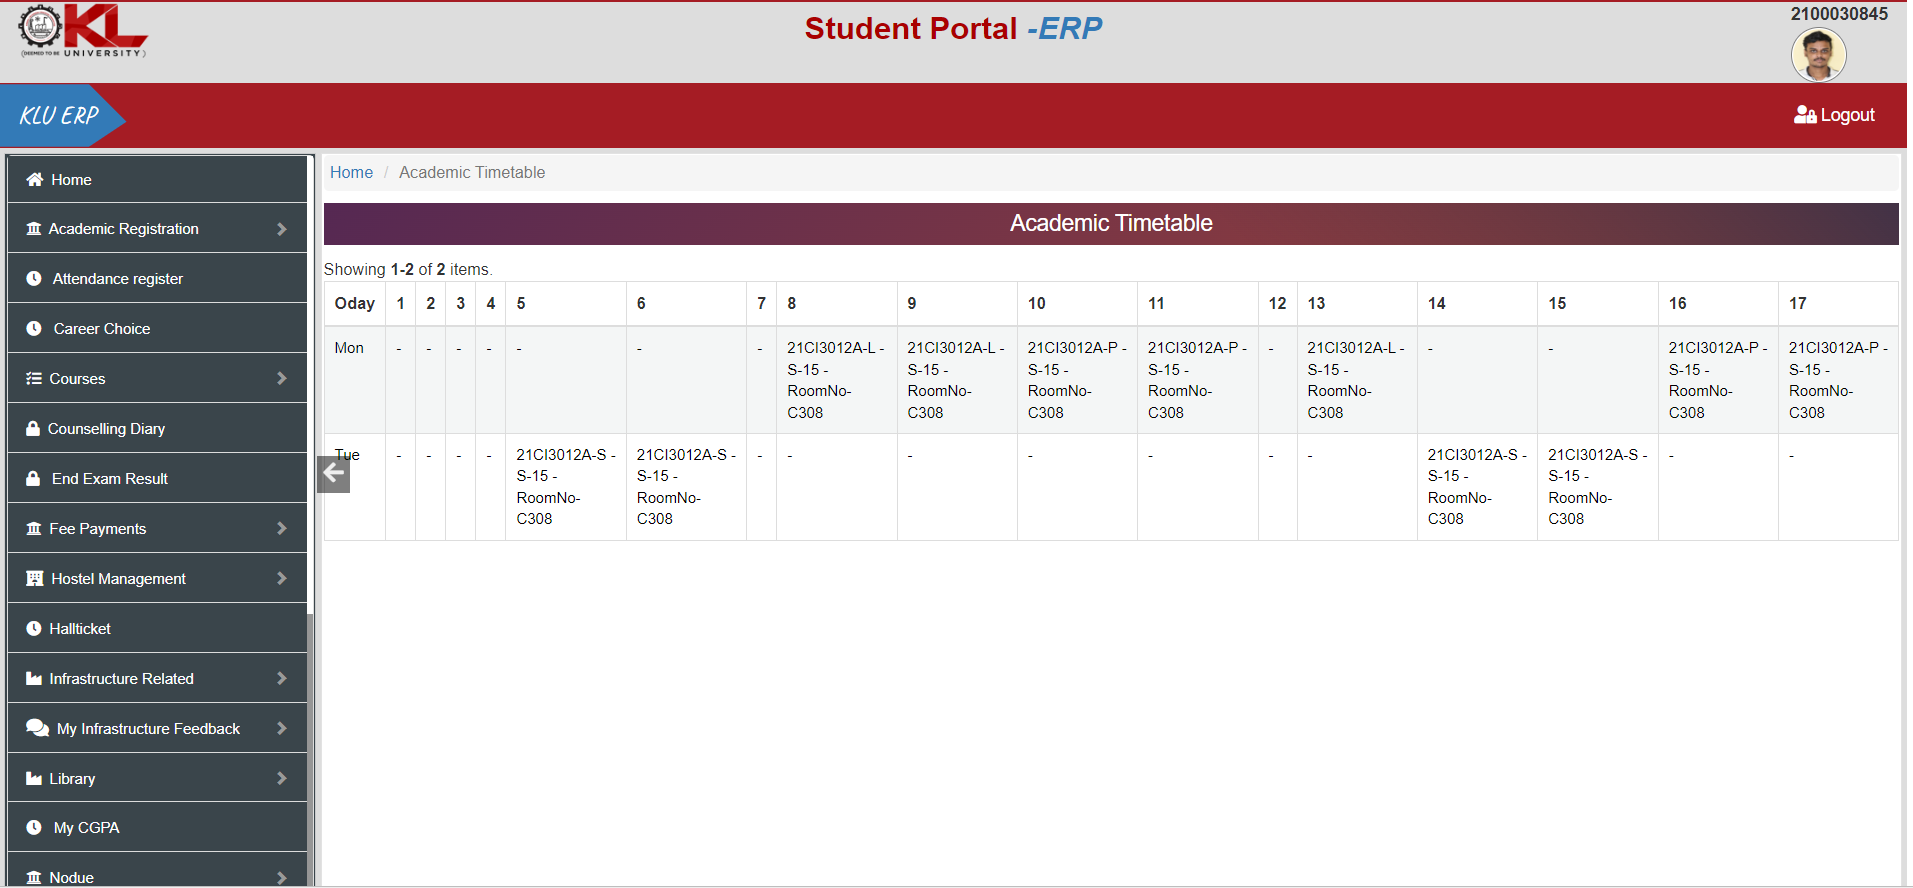 KL
(DEEMED TO BE UNIVERSITY)
Student Portal -ERP
2100030845
KLU ERP
Logout
Home
Academic Registration
Attendance register
Career Choice
Courses
Counselling Diary
End Exam Result
Fee Payments
Hostel Management
Hallticket
Infrastructure Related
My Infrastructure Feedback
Library
My CGPA
Nodue
Home / Academic Timetable
Academic Timetable
Showing 1-2 of 2 items.
Oday 1 2 3 4 5 6 7 8 9 10 11 12 13 14 15 16 17
Mon - - - - - - - 21CI3012A-L - 21CI3012A-L - 21CI3012A-P - 21CI3012A-P - - 21CI3012A-L - - - 21CI3012A-P - 21CI3012A-P -
S-15 - S-15 - S-15 - S-15 - S-15 - S-15 - S-15 -
RoomNo- RoomNo- RoomNo- RoomNo- RoomNo- RoomNo- RoomNo-
C308 C308 C308 C308 C308 C308 C308
Tue - - - - 21CI3012A-S - 21CI3012A-S - - - - - - - - 21CI3012A-S - 21CI3012A-S - - -
S-15 - S-15 - S-15 - S-15 -
RoomNo- RoomNo- RoomNo- RoomNo-
C308 C308 C308 C308